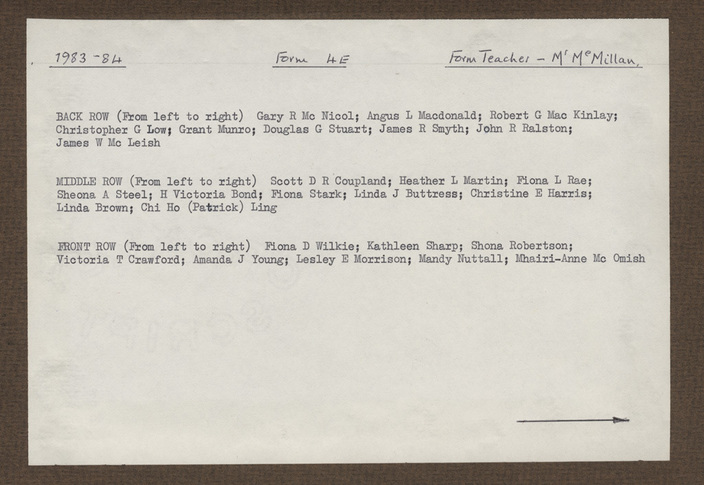 1983-84 Form 4E Form Teacher - Mr McMillan.
BACK ROW (From left to right) Gary R Mc Nicol; Angus L Macdonald; Robert G Mac Kinlay;
Christopher G Low; Grant Munro; Douglas G Stuart; James R Smyth; John R Ralston;
James W Mc Leish
MIDDLE ROW (From left to right) Scott D R Coupland; Heather L Martin; Fiona L Rae;
Sheona A Steel; H Victoria Bond; Fiona Stark; Linda J Buttress; Christine E Harris;
Linda Brown; Chi Ho (Patrick) Ling
FRONT ROW (From left to right) Fiona D Wilkie; Kathleen Sharp; Shona Robertson;
Victoria T Crawford; Amanda J Young; Lesley E Morrison; Mandy Nuttall; Mhairi-Anne Mc Omish